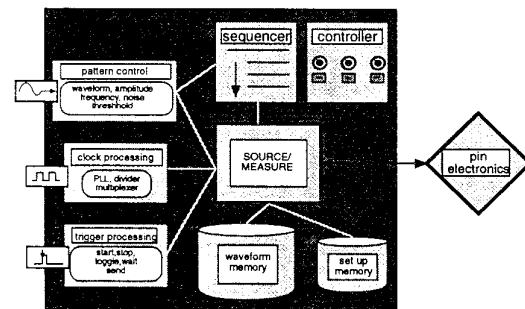 sequencer
controller
pattern control
waveform, amplitude
frequency, noise
threshhold
clock processing
PLL, divider
multiplexer
SOURCE/
MEASURE
pin
electronics
trigger processing
start,stop,
toggle,wait
send
waveform
memory
set up
memory